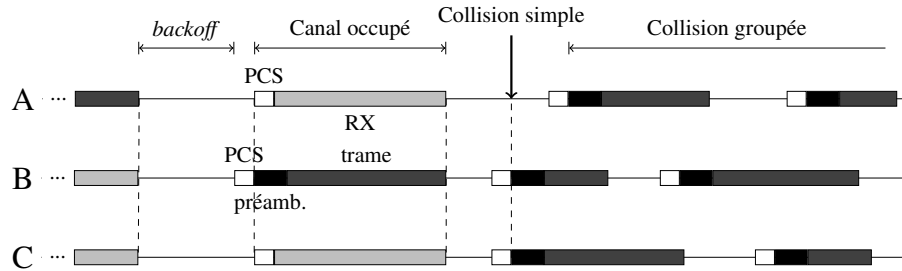 Collision simple
backoff
Canal occupé
Collision groupée
PCS
A ...
RX
PCS
trame
B ...
préamb.
C ...